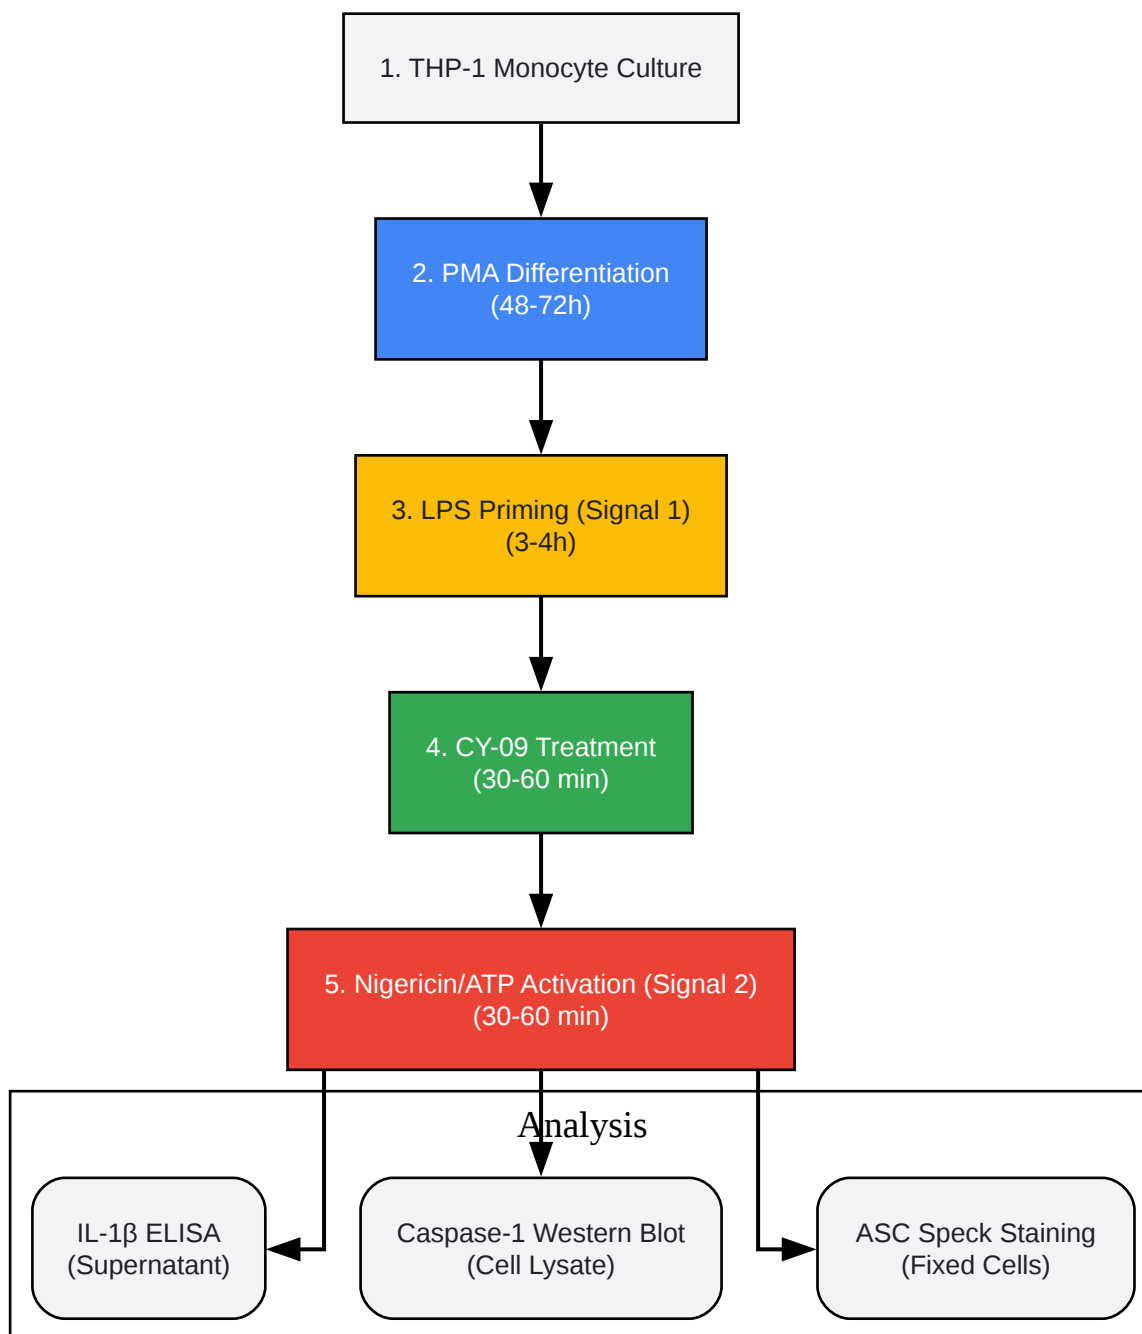 1. THP-1 Monocyte Culture
2. PMA Differentiation
(48-72h)
3. LPS Priming (Signal 1)
(3-4h)
4. CY-09 Treatment
(30-60 min)
5. Nigericin/ATP Activation (Signal 2)
(30-60 min)
Analysis
IL-1β ELISA
(Supernatant)
Caspase-1 Western Blot
(Cell Lysate)
ASC Speck Staining
(Fixed Cells)